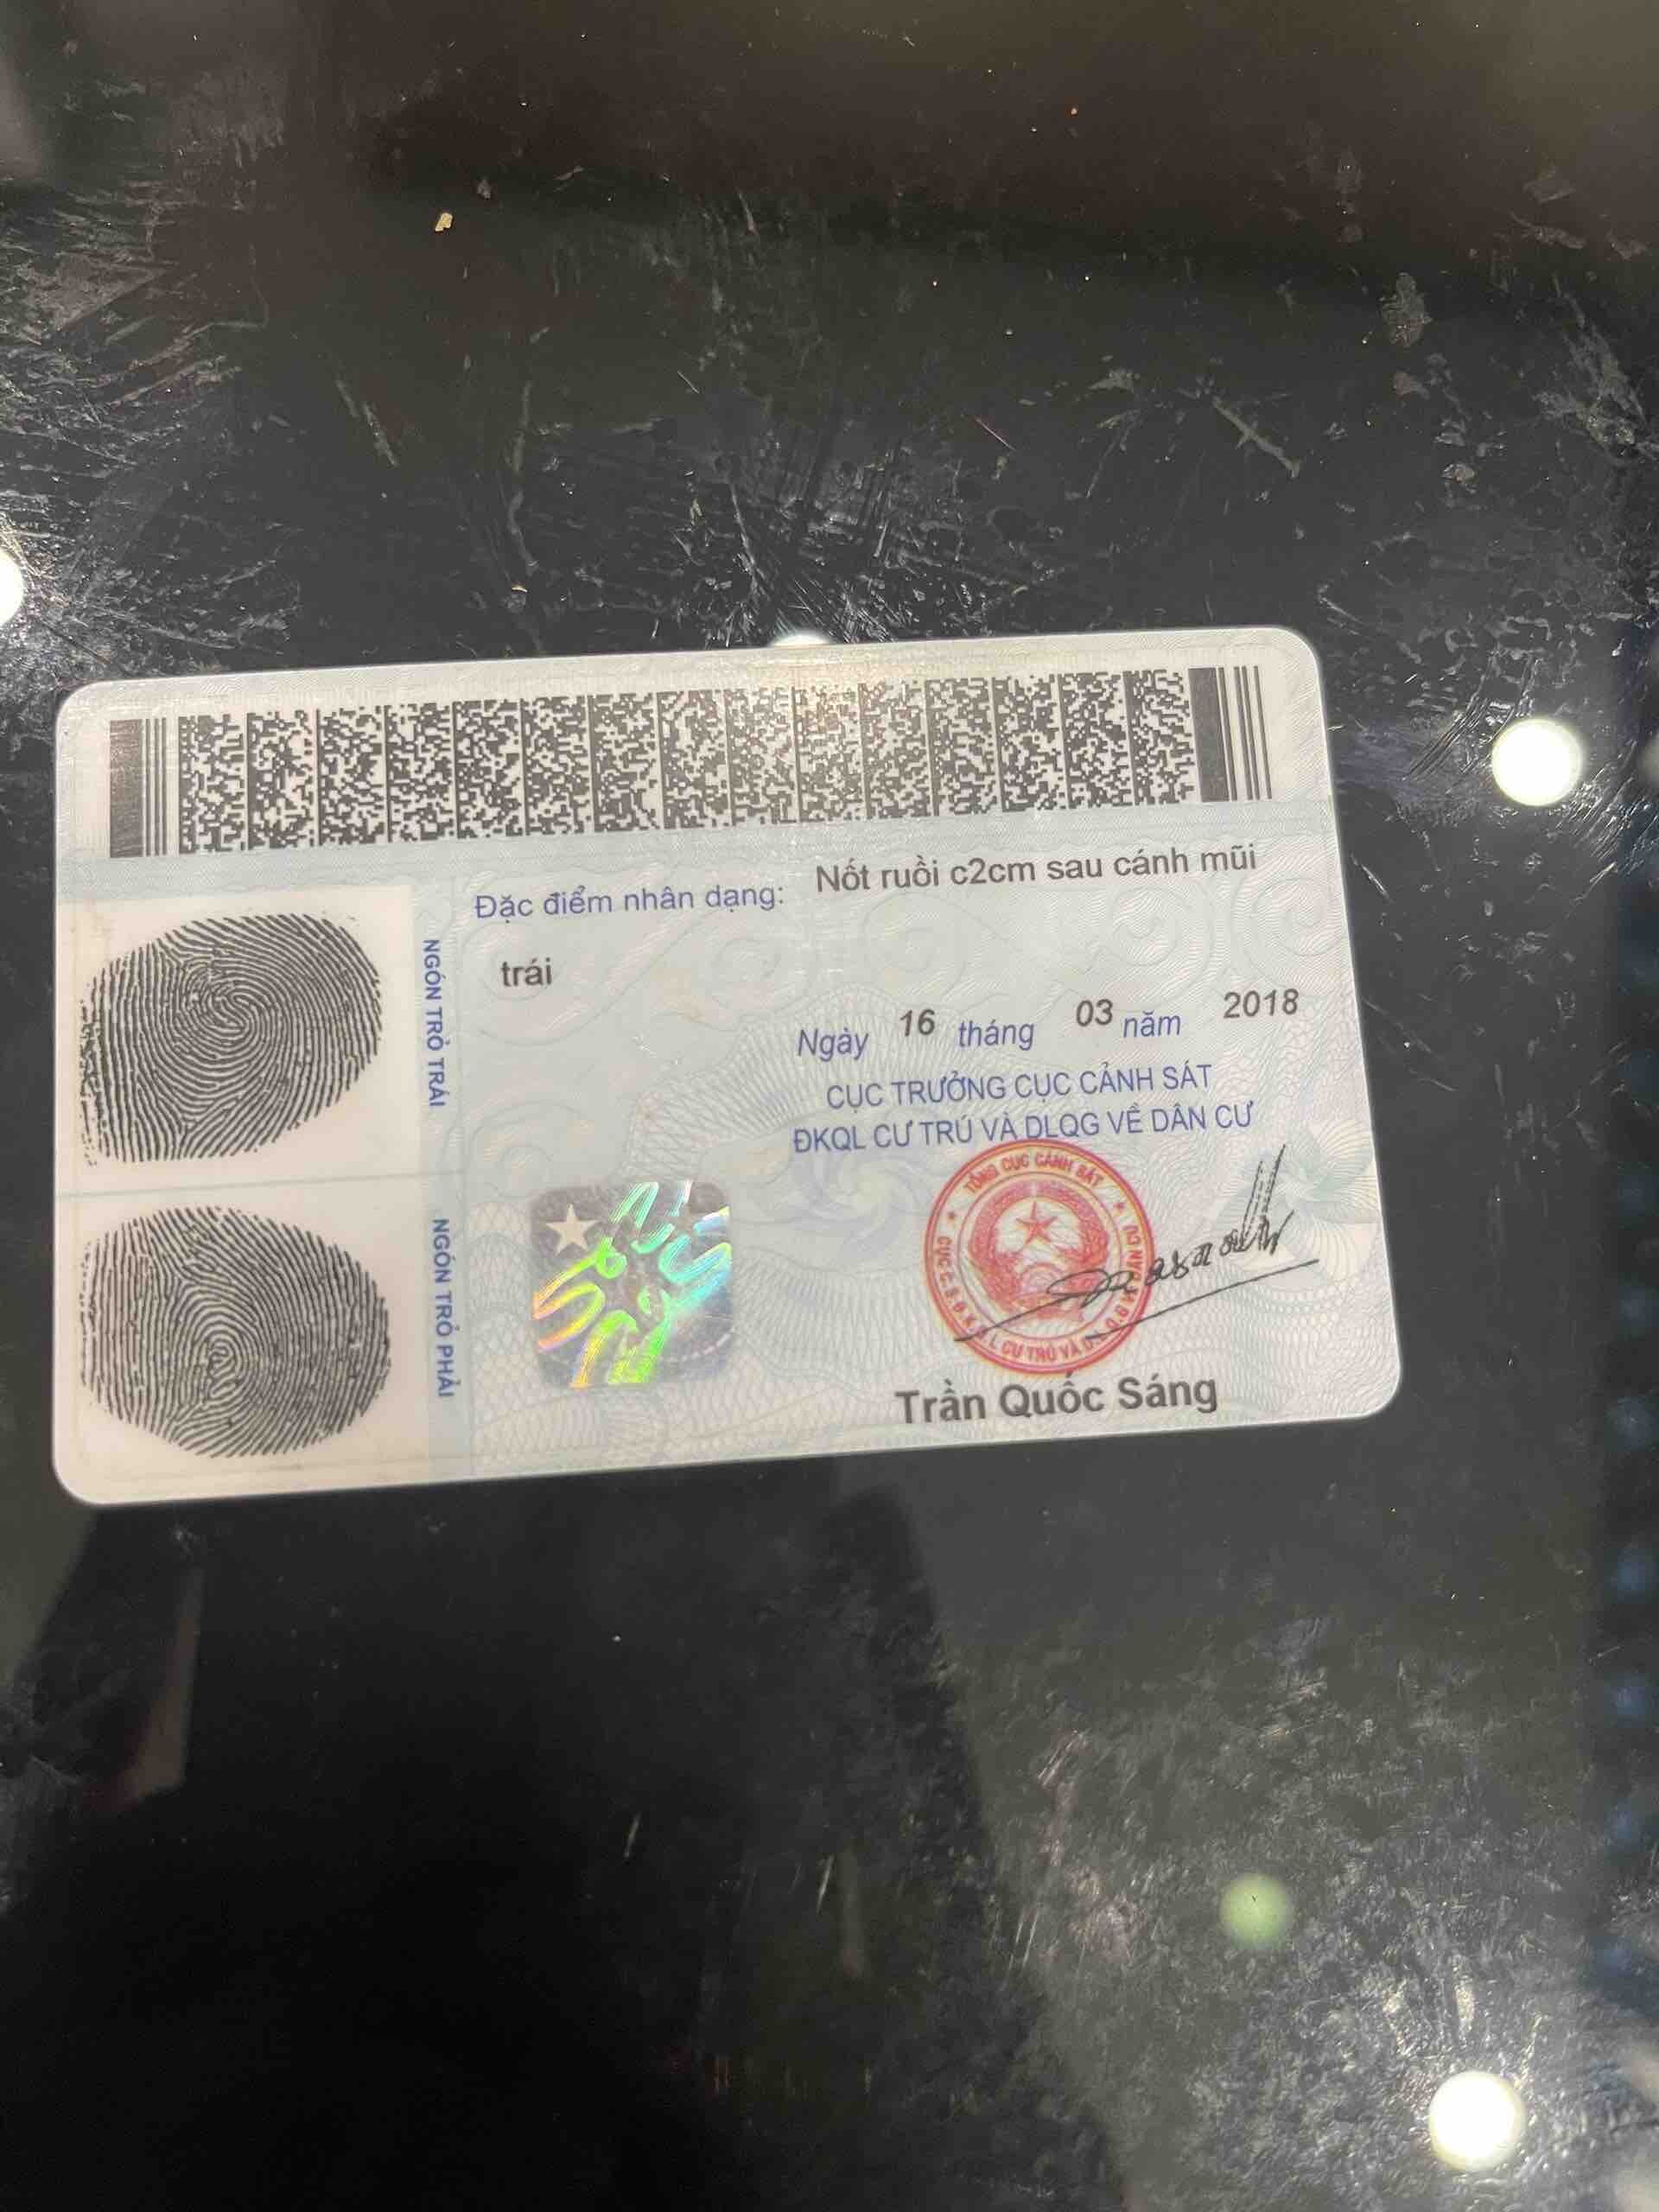 Đặc điểm nhân dạng: Nốt ruồi c2cm sau cánh mũi
trái
NGÓN TRỎ TRÁI
Ngày 16 tháng 03 năm 2018
CỤC TRƯỞNG CỤC CẢNH SÁT
ĐKQL CƯ TRÚ VÀ DLQG VỀ DÂN CƯ
TỔNG CỤC CẢNH SÁT
NGÓN TRỎ PHẢI
Trần Quốc Sáng